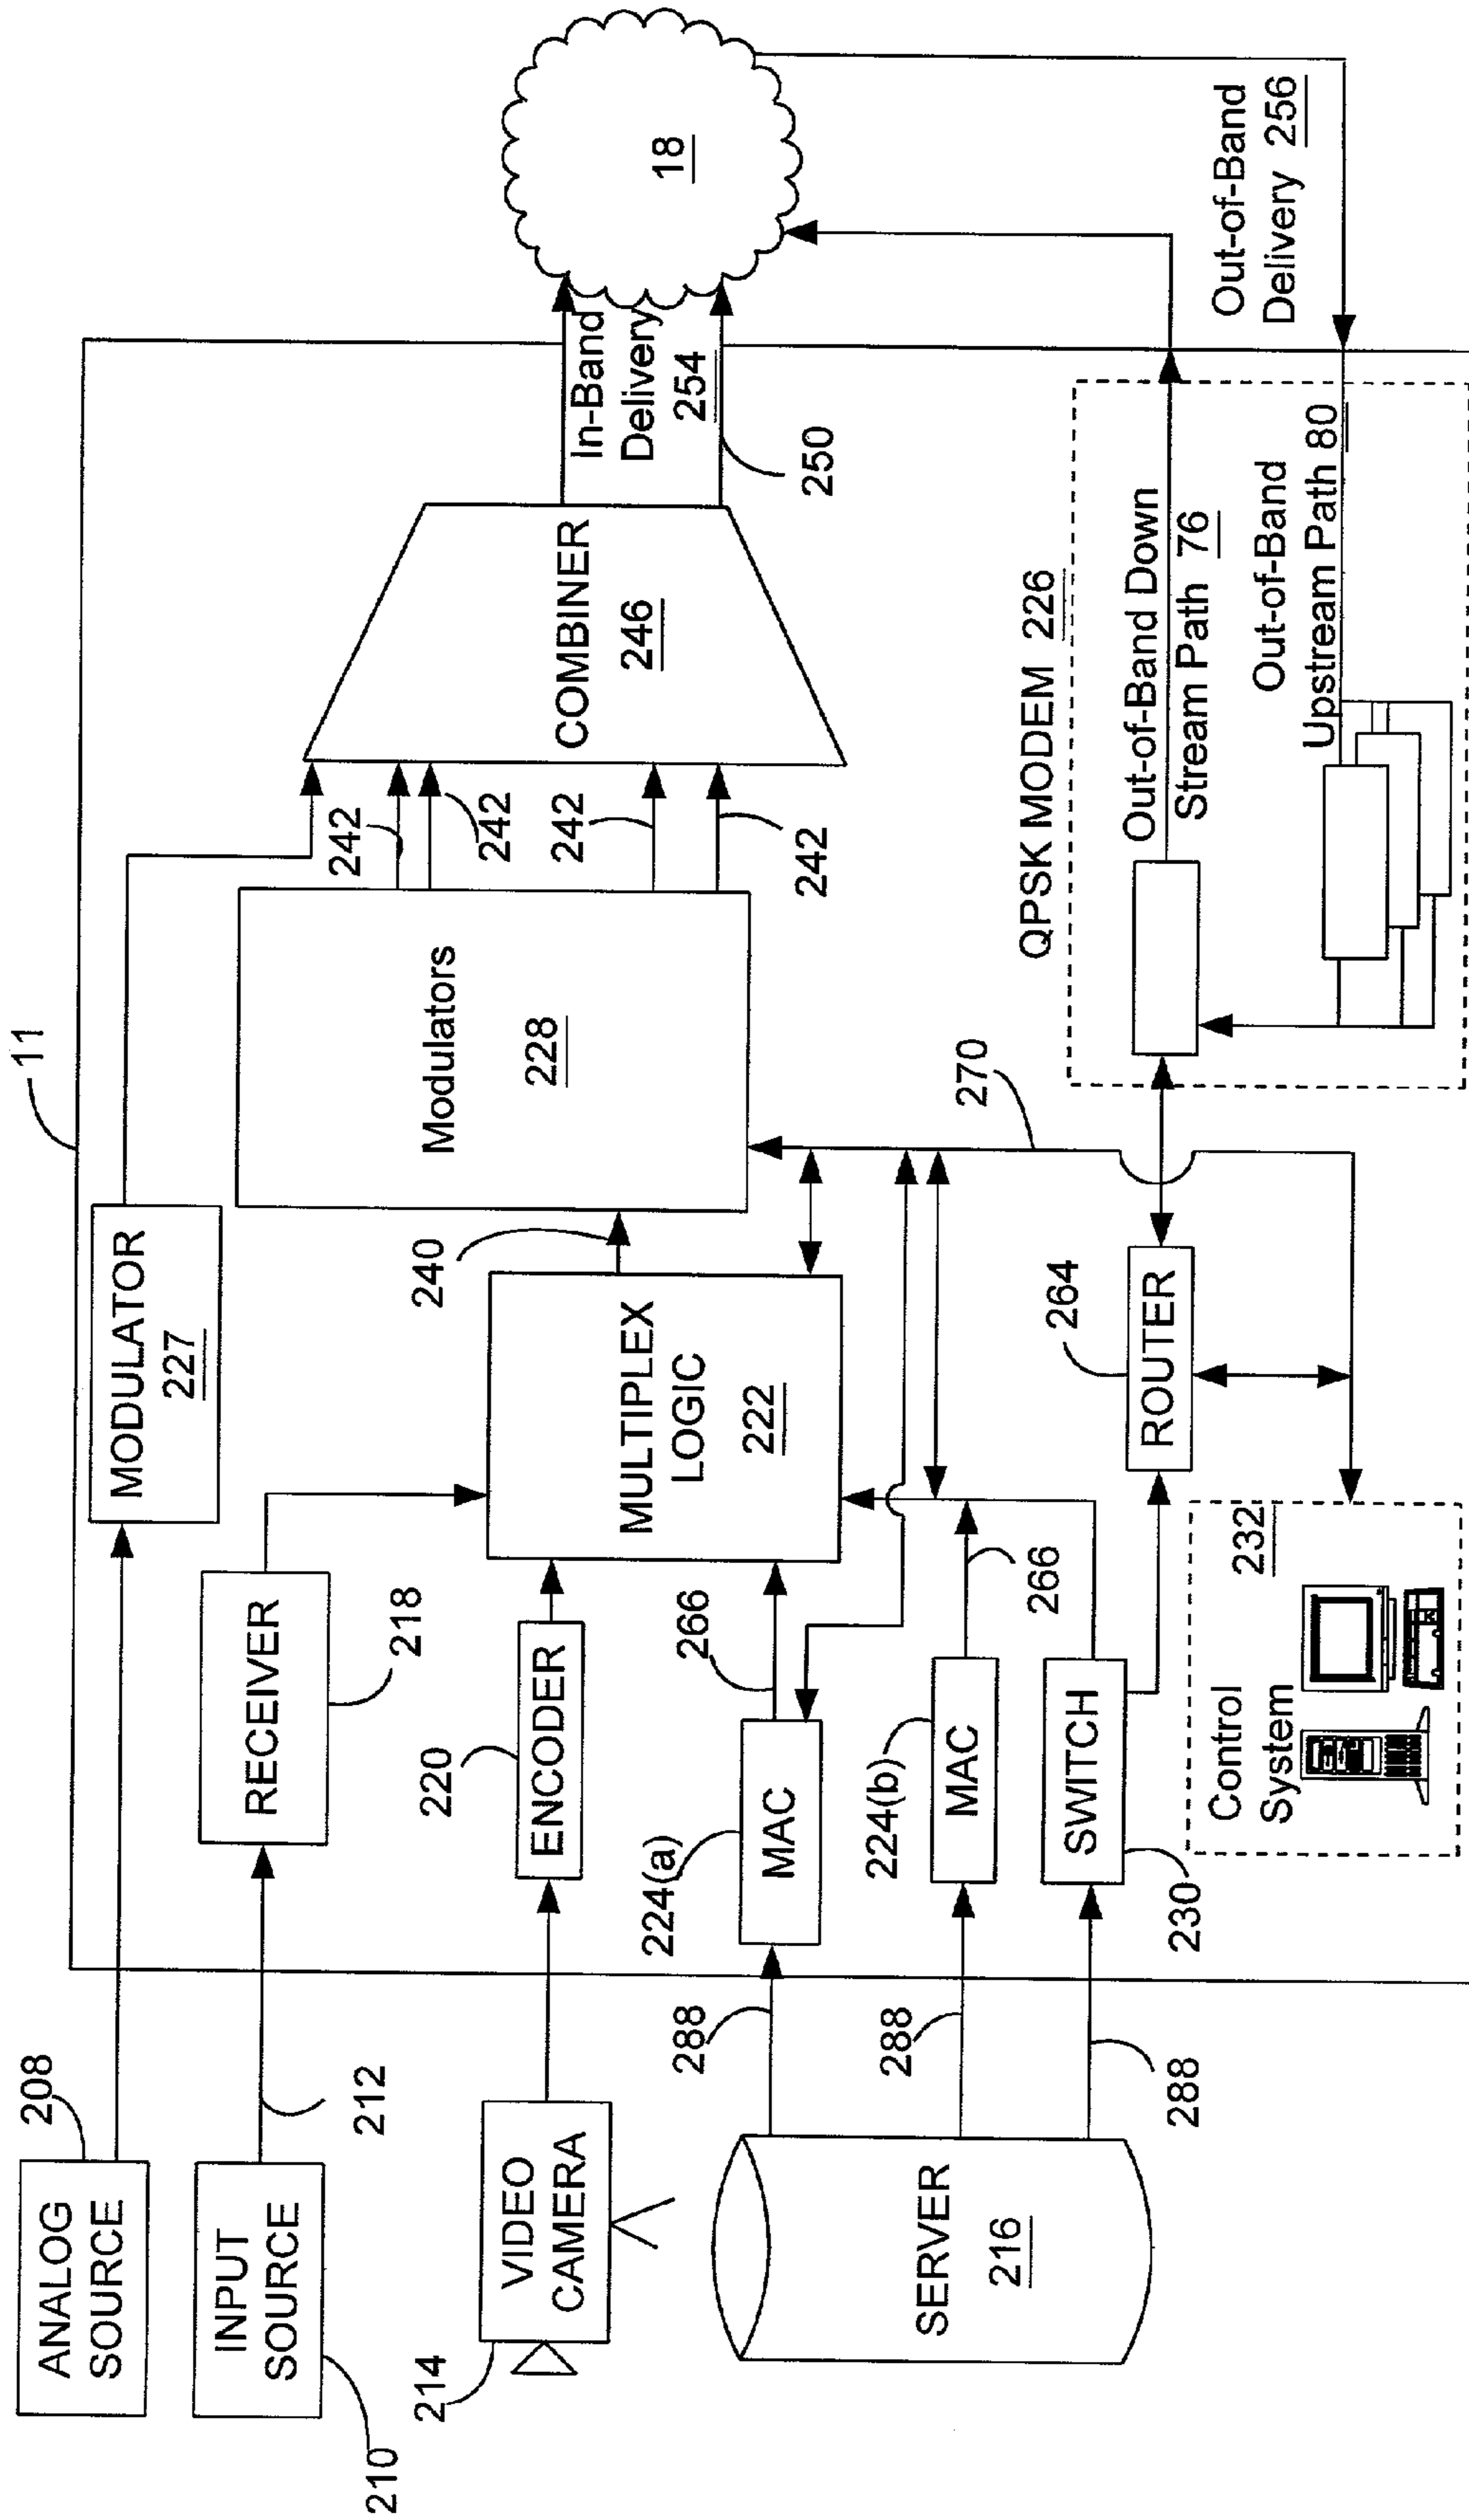 11
ANALOG
SOURCE
208
MODULATOR
227
INPUT
SOURCE
210
212
RECEIVER
218
VIDEO
CAMERA
214
220
ENCODER
SERVER
216
288
288
288
224(a)
MAC
266
224(b)
MAC
266
SWITCH
230
MULTIPLEX
LOGIC
222
240
Modulators
228
242
242
242
242
COMBINER
246
In-Band
Delivery
254
250
18
Control
System
232
264
ROUTER
270
QPSK MODEM 226
Out-of-Band Down
Stream Path 76
Out-of-Band
Upstream Path 80
Out-of-Band
Delivery 256